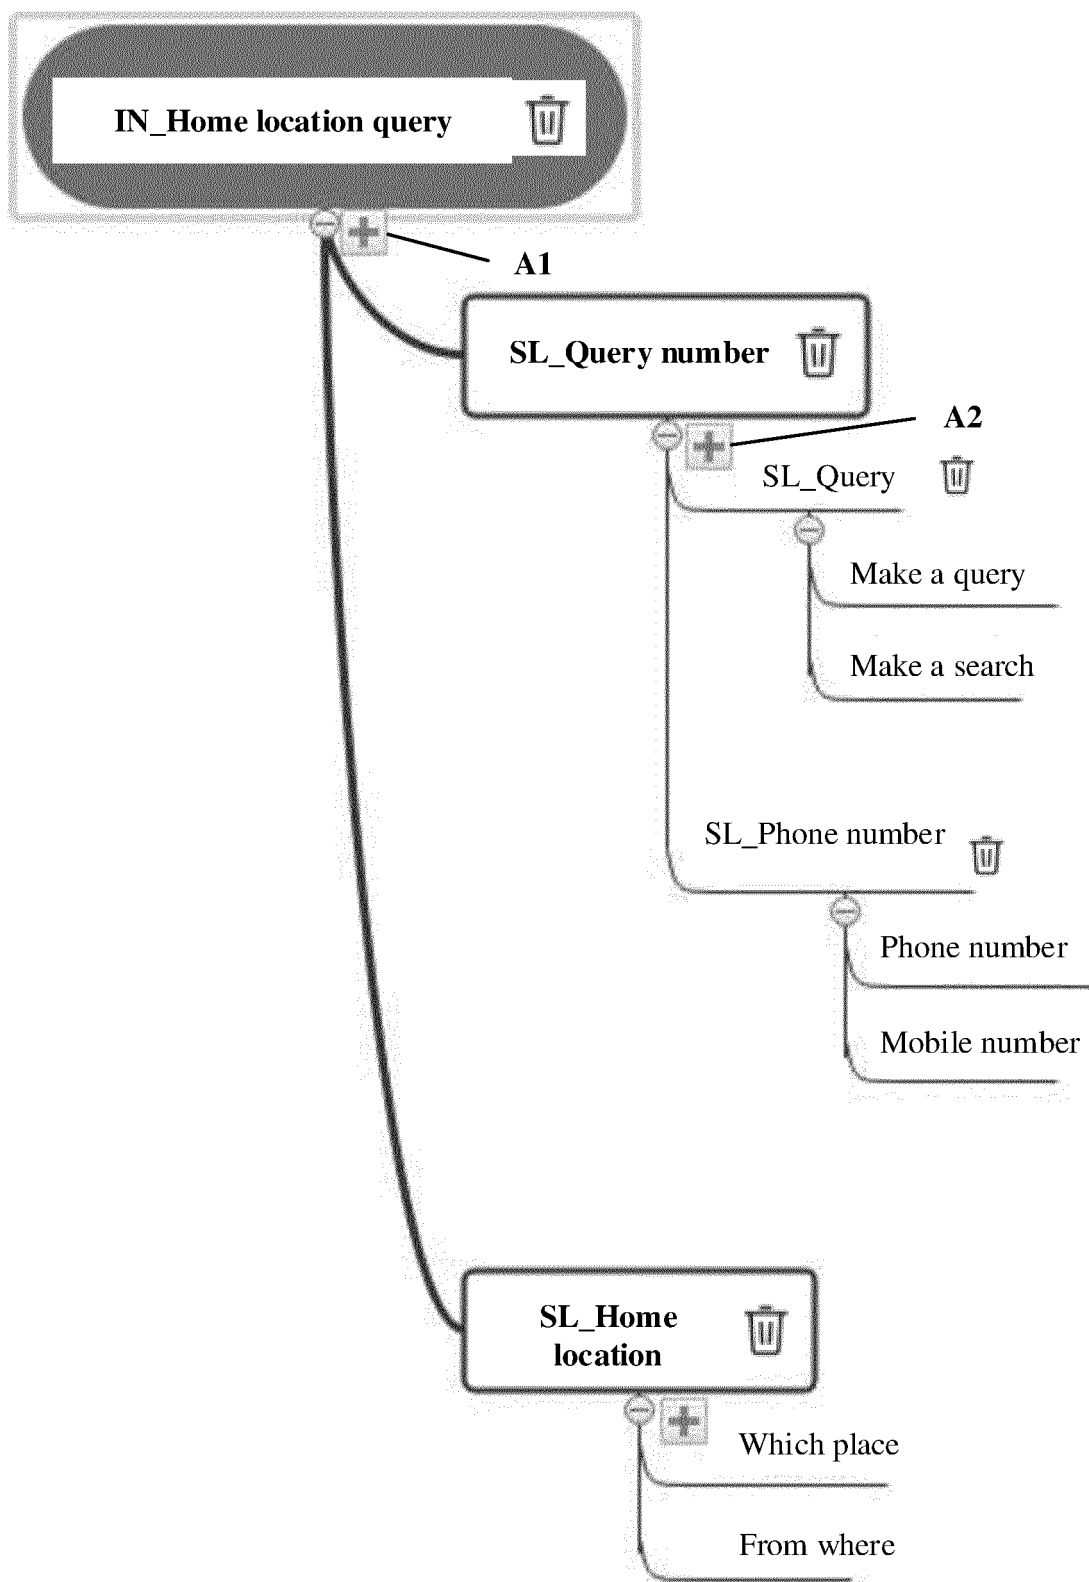 IN_Home location query
A1
SL_Query number
A2
SL_Query
Make a query
Make a search
SL_Phone number
Phone number
Mobile number
SL_Home
location
Which place
From where